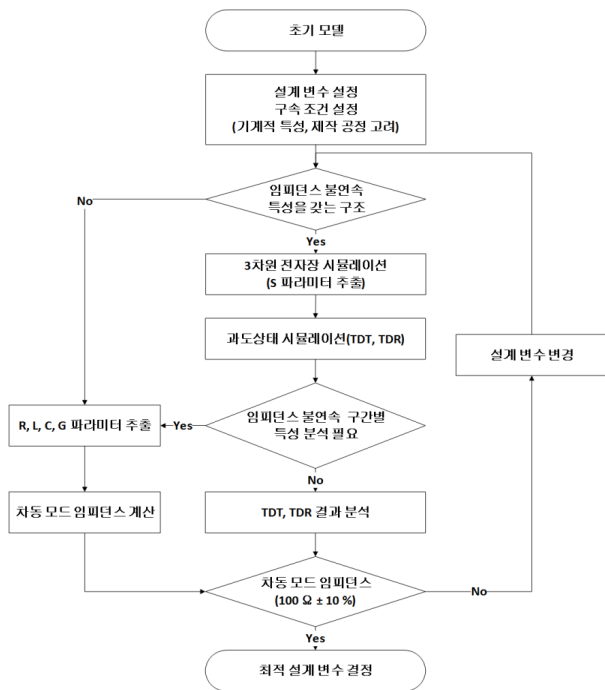 초기 모델
설계 변수 설정
구속 조건 설정
(기계적 특성, 제작 공정 고려)
임피던스 불연속
특성을 갖는 구조
No
Yes
3차원 전자장 시뮬레이션
(S 파라미터 추출)
과도상태 시뮬레이션(TDT, TDR)
설계 변수 변경
임피던스 불연속 구간별
특성 분석 필요
Yes
R, L, C, G 파라미터 추출
No
차동 모드 임피던스 계산
TDT, TDR 결과 분석
차동 모드 임피던스
(100 Ω ± 10 %)
No
Yes
최적 설계 변수 결정